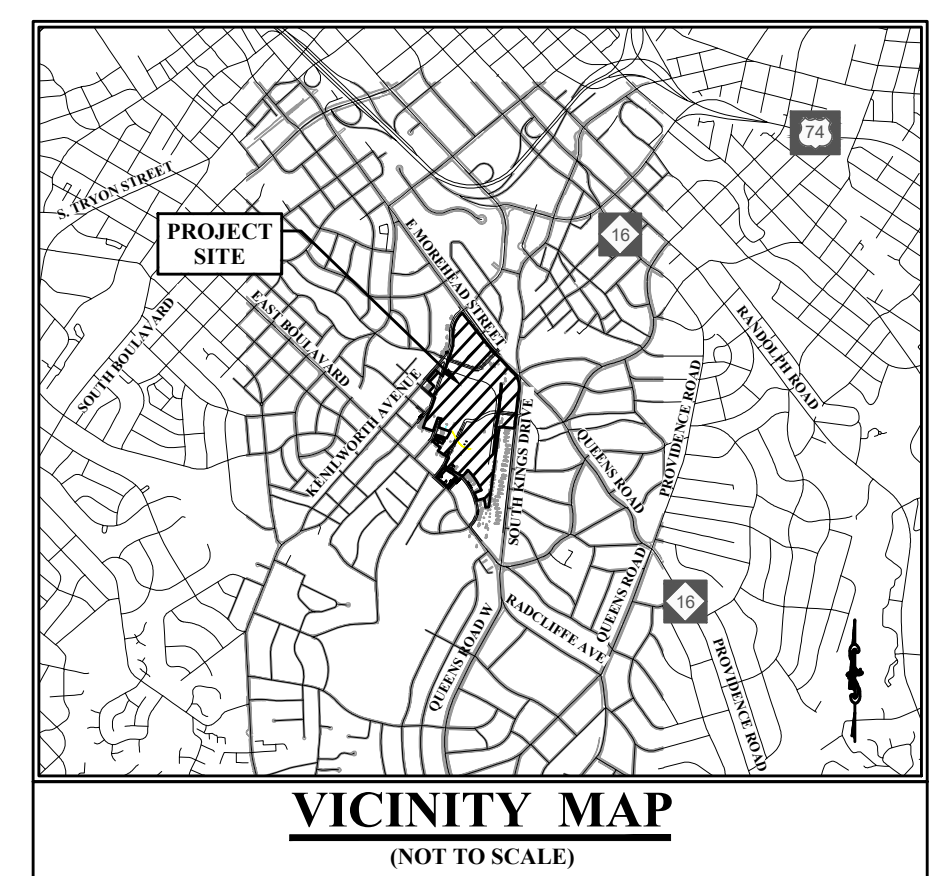 74
S. TRYON STREET
16
PROJECT
SITE
E MOREHEAD STREET
EAST BOULAVARD
SOUTH BOULAVARD
RANDOLPH ROAD
KENILWORTH AVENUE
PROVIDENCE ROAD
SOUTH KINGS DRIVE
QUEENS ROAD
QUEENS ROAD
16
RADCLIFFE AVE
QUEENS ROAD W
PROVIDENCE ROAD
VICINITY MAP
(NOT TO SCALE)